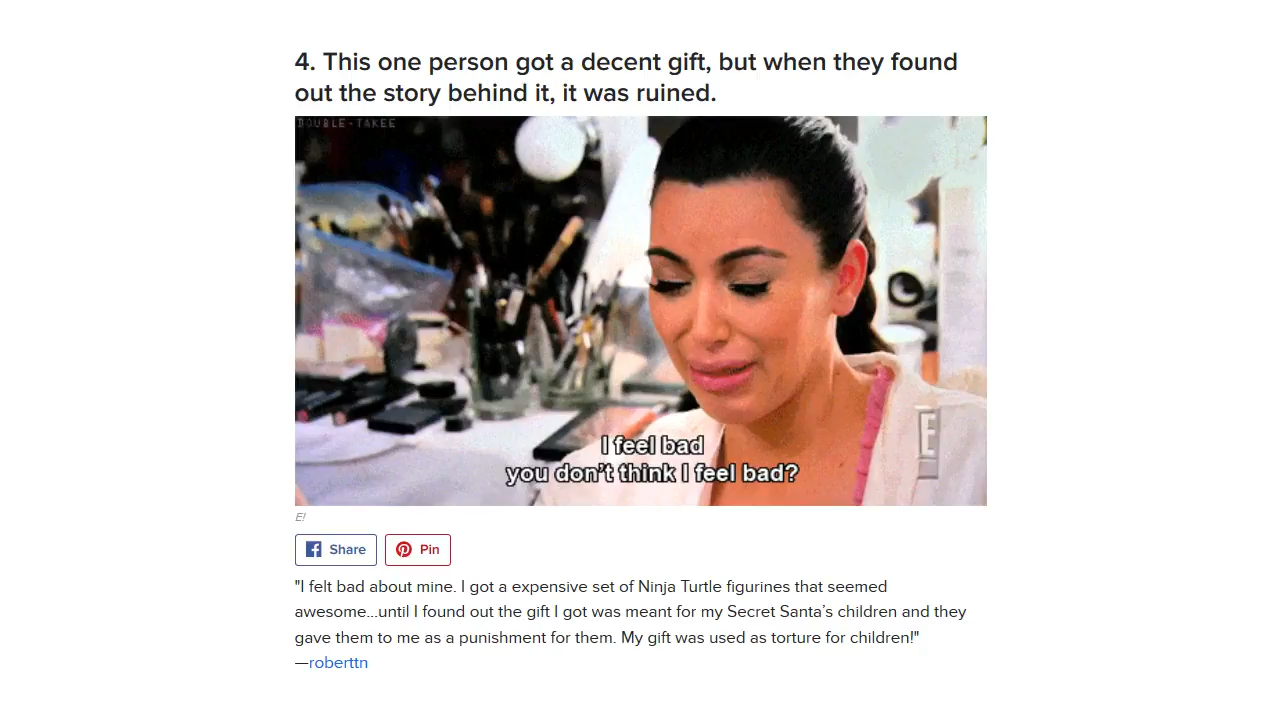 4. This one person got a decent gift, but when they found
out the story behind it, it was ruined.
DOUBLE-TAKEE
I feel bad
you don't think I feel bad?
E
E!
Share
Pin
"I felt bad about mine. I got a expensive set of Ninja Turtle figurines that seemed
awesome...until I found out the gift I got was meant for my Secret Santa’s children and they
gave them to me as a punishment for them. My gift was used as torture for children!"
—roberttn